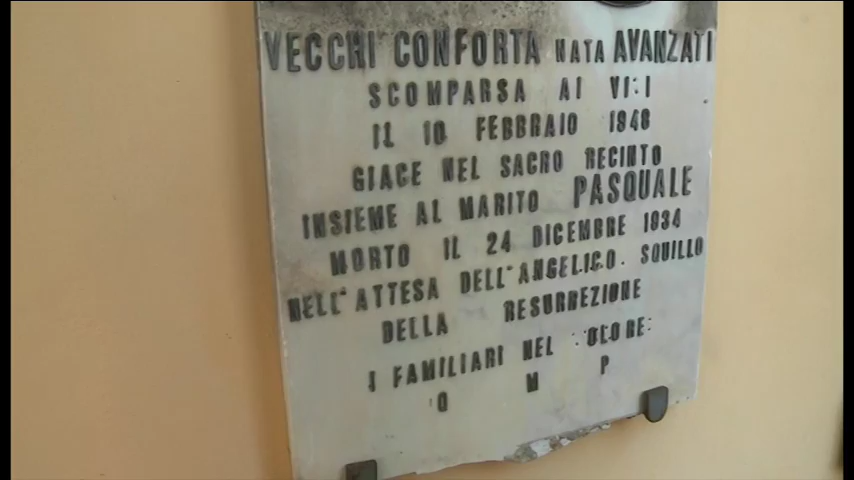 VECCHI CONFORTA NATA AVANZATI
SCOMPARSA AI VIVI
IL 10 FEBBRAIO 1948
GIACE NEL SACRO RECINTO
INSIEME AL MARITO PASQUALE
MORTO IL 24 DICEMBRE 1934
NELL'ATTESA DELL'ANGELICO SQUILLO
DELLA RESURREZIONE
I FAMILIARI NEL DOLORE
Q M P